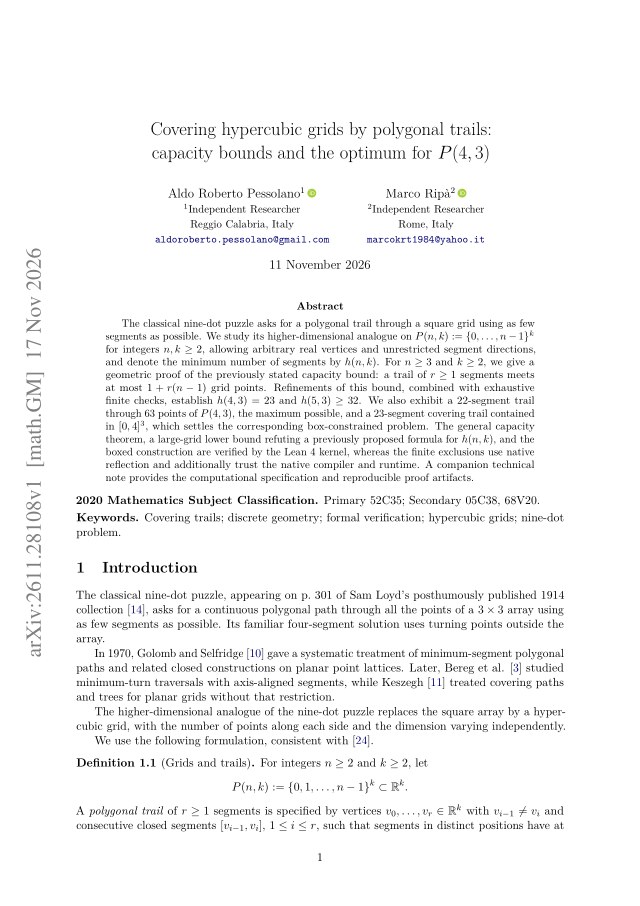 Covering hypercubic grids by polygonal trails:
capacity bounds and the optimum for P(4, 3)
Aldo Roberto Pessolano¹
¹Independent Researcher
Reggio Calabria, Italy
aldoroberto.pessolano@gmail.com
Marco Ripà²
²Independent Researcher
Rome, Italy
marcokrt1984@yahoo.it
11 November 2026
Abstract
The classical nine-dot puzzle asks for a polygonal trail through a square grid using as few
segments as possible. We study its higher-dimensional analogue on P(n, k) := {0, . . . , n − 1}ᵏ
for integers n, k ≥ 2, allowing arbitrary real vertices and unrestricted segment directions,
and denote the minimum number of segments by h(n, k). For n ≥ 3 and k ≥ 2, we give a
geometric proof of the previously stated capacity bound: a trail of r ≥ 1 segments meets
at most 1 + r(n − 1) grid points. Refinements of this bound, combined with exhaustive
finite checks, establish h(4, 3) = 23 and h(5, 3) ≥ 32. We also exhibit a 22-segment trail
through 63 points of P(4, 3), the maximum possible, and a 23-segment covering trail contained
in [0, 4]³, which settles the corresponding box-constrained problem. The general capacity
theorem, a large-grid lower bound refuting a previously proposed formula for h(n, k), and the
boxed construction are verified by the Lean 4 kernel, whereas the finite exclusions use native
reflection and additionally trust the native compiler and runtime. A companion technical
note provides the computational specification and reproducible proof artifacts.
2020 Mathematics Subject Classification. Primary 52C35; Secondary 05C38, 68V20.
Keywords. Covering trails; discrete geometry; formal verification; hypercubic grids; nine-dot
problem.
1 Introduction
The classical nine-dot puzzle, appearing on p. 301 of Sam Loyd's posthumously published 1914
collection [14], asks for a continuous polygonal path through all the points of a 3 × 3 array using
as few segments as possible. Its familiar four-segment solution uses turning points outside the
array.
In 1970, Golomb and Selfridge [10] gave a systematic treatment of minimum-segment polygonal
paths and related closed constructions on planar point lattices. Later, Bereg et al. [3] studied
minimum-turn traversals with axis-aligned segments, while Keszegh [11] treated covering paths
and trees for planar grids without that restriction.
The higher-dimensional analogue of the nine-dot puzzle replaces the square array by a hyper-
cubic grid, with the number of points along each side and the dimension varying independently.
We use the following formulation, consistent with [24].
Definition 1.1 (Grids and trails). For integers n ≥ 2 and k ≥ 2, let
P(n, k) := {0, 1, . . . , n − 1}ᵏ ⊂ ℝᵏ.
A polygonal trail of r ≥ 1 segments is specified by vertices v₀, . . . , vᵣ ∈ ℝᵏ with vᵢ₋₁ ≠ vᵢ and
consecutive closed segments [vᵢ₋₁, vᵢ], 1 ≤ i ≤ r, such that segments in distinct positions have at
1
arXiv:2611.28108v1 [math.GM] 17 Nov 2026